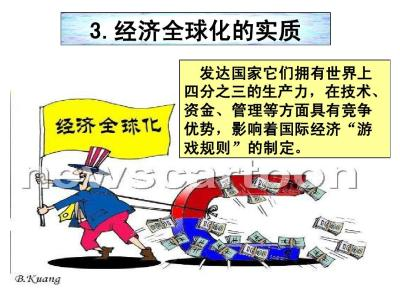 3.经济全球化的实质
发达国家它们拥有世界上
四分之三的生产力，在技术、
资金、管理等方面具有竞争
优势，影响着国际经济“游
戏规则”的制定。
经济全球化
newscartoon
B.Kuang